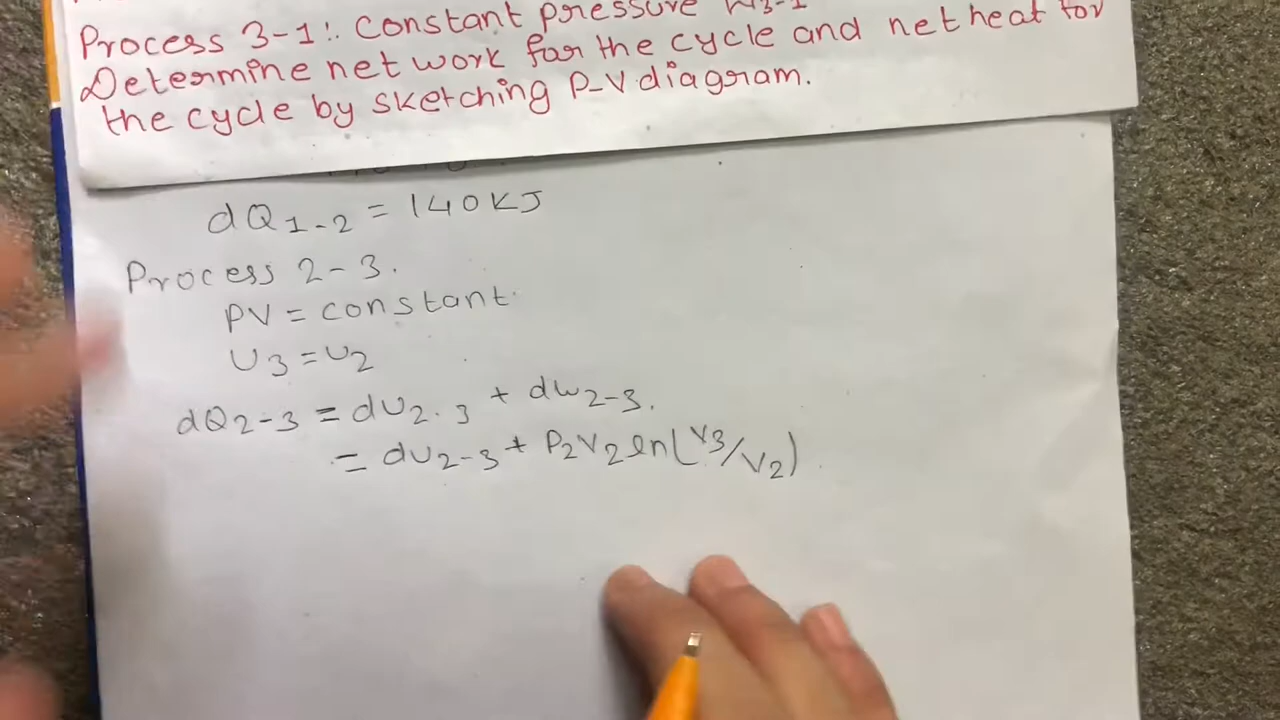 Process 3-1: constant pressure W3-1
Determine net work for the cycle and net heat for
the cycle by sketching P-V diagram.
dQ1-2 = 140 KJ
Process 2-3.
PV = constant.
U3 = U2
dQ2-3 = dU2-3 + dW2-3.
= dU2-3 + P2V2 ln(V3/V2)